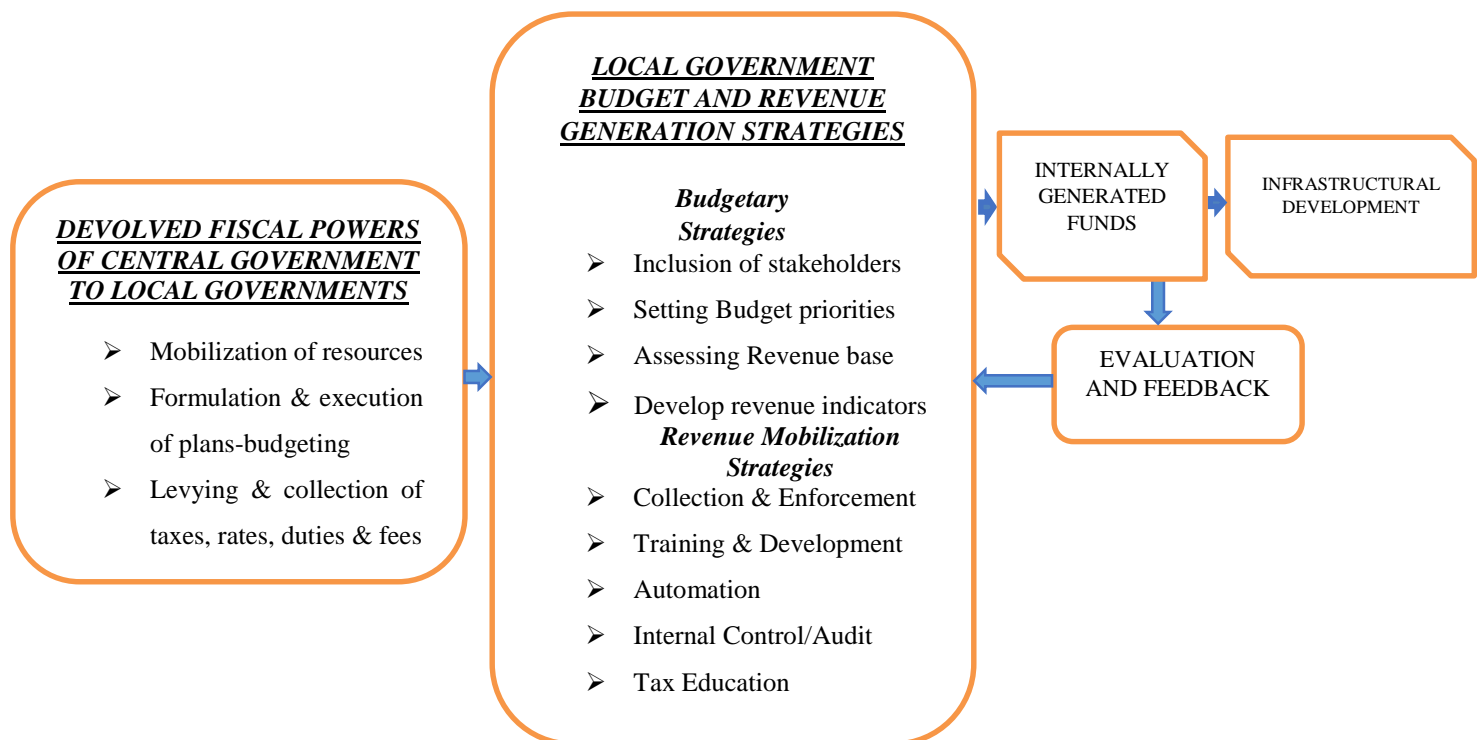 DEVOLVED FISCAL POWERS
OF CENTRAL GOVERNMENT
TO LOCAL GOVERNMENTS
➢ Mobilization of resources
➢ Formulation & execution
of plans-budgeting
➢ Levying & collection of
taxes, rates, duties & fees
LOCAL GOVERNMENT
BUDGET AND REVENUE
GENERATION STRATEGIES
Budgetary
Strategies
➢ Inclusion of stakeholders
➢ Setting Budget priorities
➢ Assessing Revenue base
➢ Develop revenue indicators
Revenue Mobilization
Strategies
➢ Collection & Enforcement
➢ Training & Development
➢ Automation
➢ Internal Control/Audit
➢ Tax Education
INTERNALLY
GENERATED
FUNDS
INFRASTRUCTURAL
DEVELOPMENT
EVALUATION
AND FEEDBACK